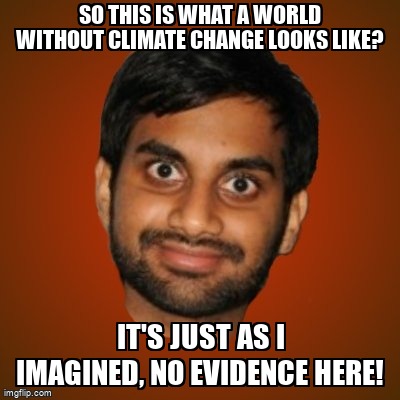 SO THIS IS WHAT A WORLD
WITHOUT CLIMATE CHANGE LOOKS LIKE?
IT'S JUST AS I
IMAGINED, NO EVIDENCE HERE!
imgflip.com